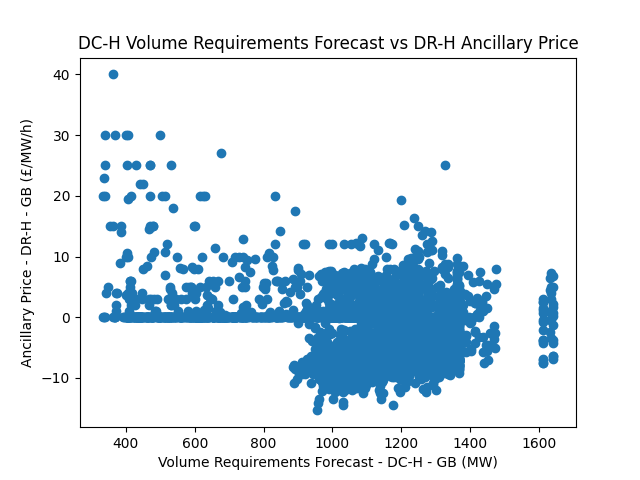 DC-H Volume Requirements Forecast vs DR-H Ancillary Price
40
30
20
10
0
−10
Ancillary Price - DR-H - GB (£/MW/h)
400 600 800 1000 1200 1400 1600
Volume Requirements Forecast - DC-H - GB (MW)